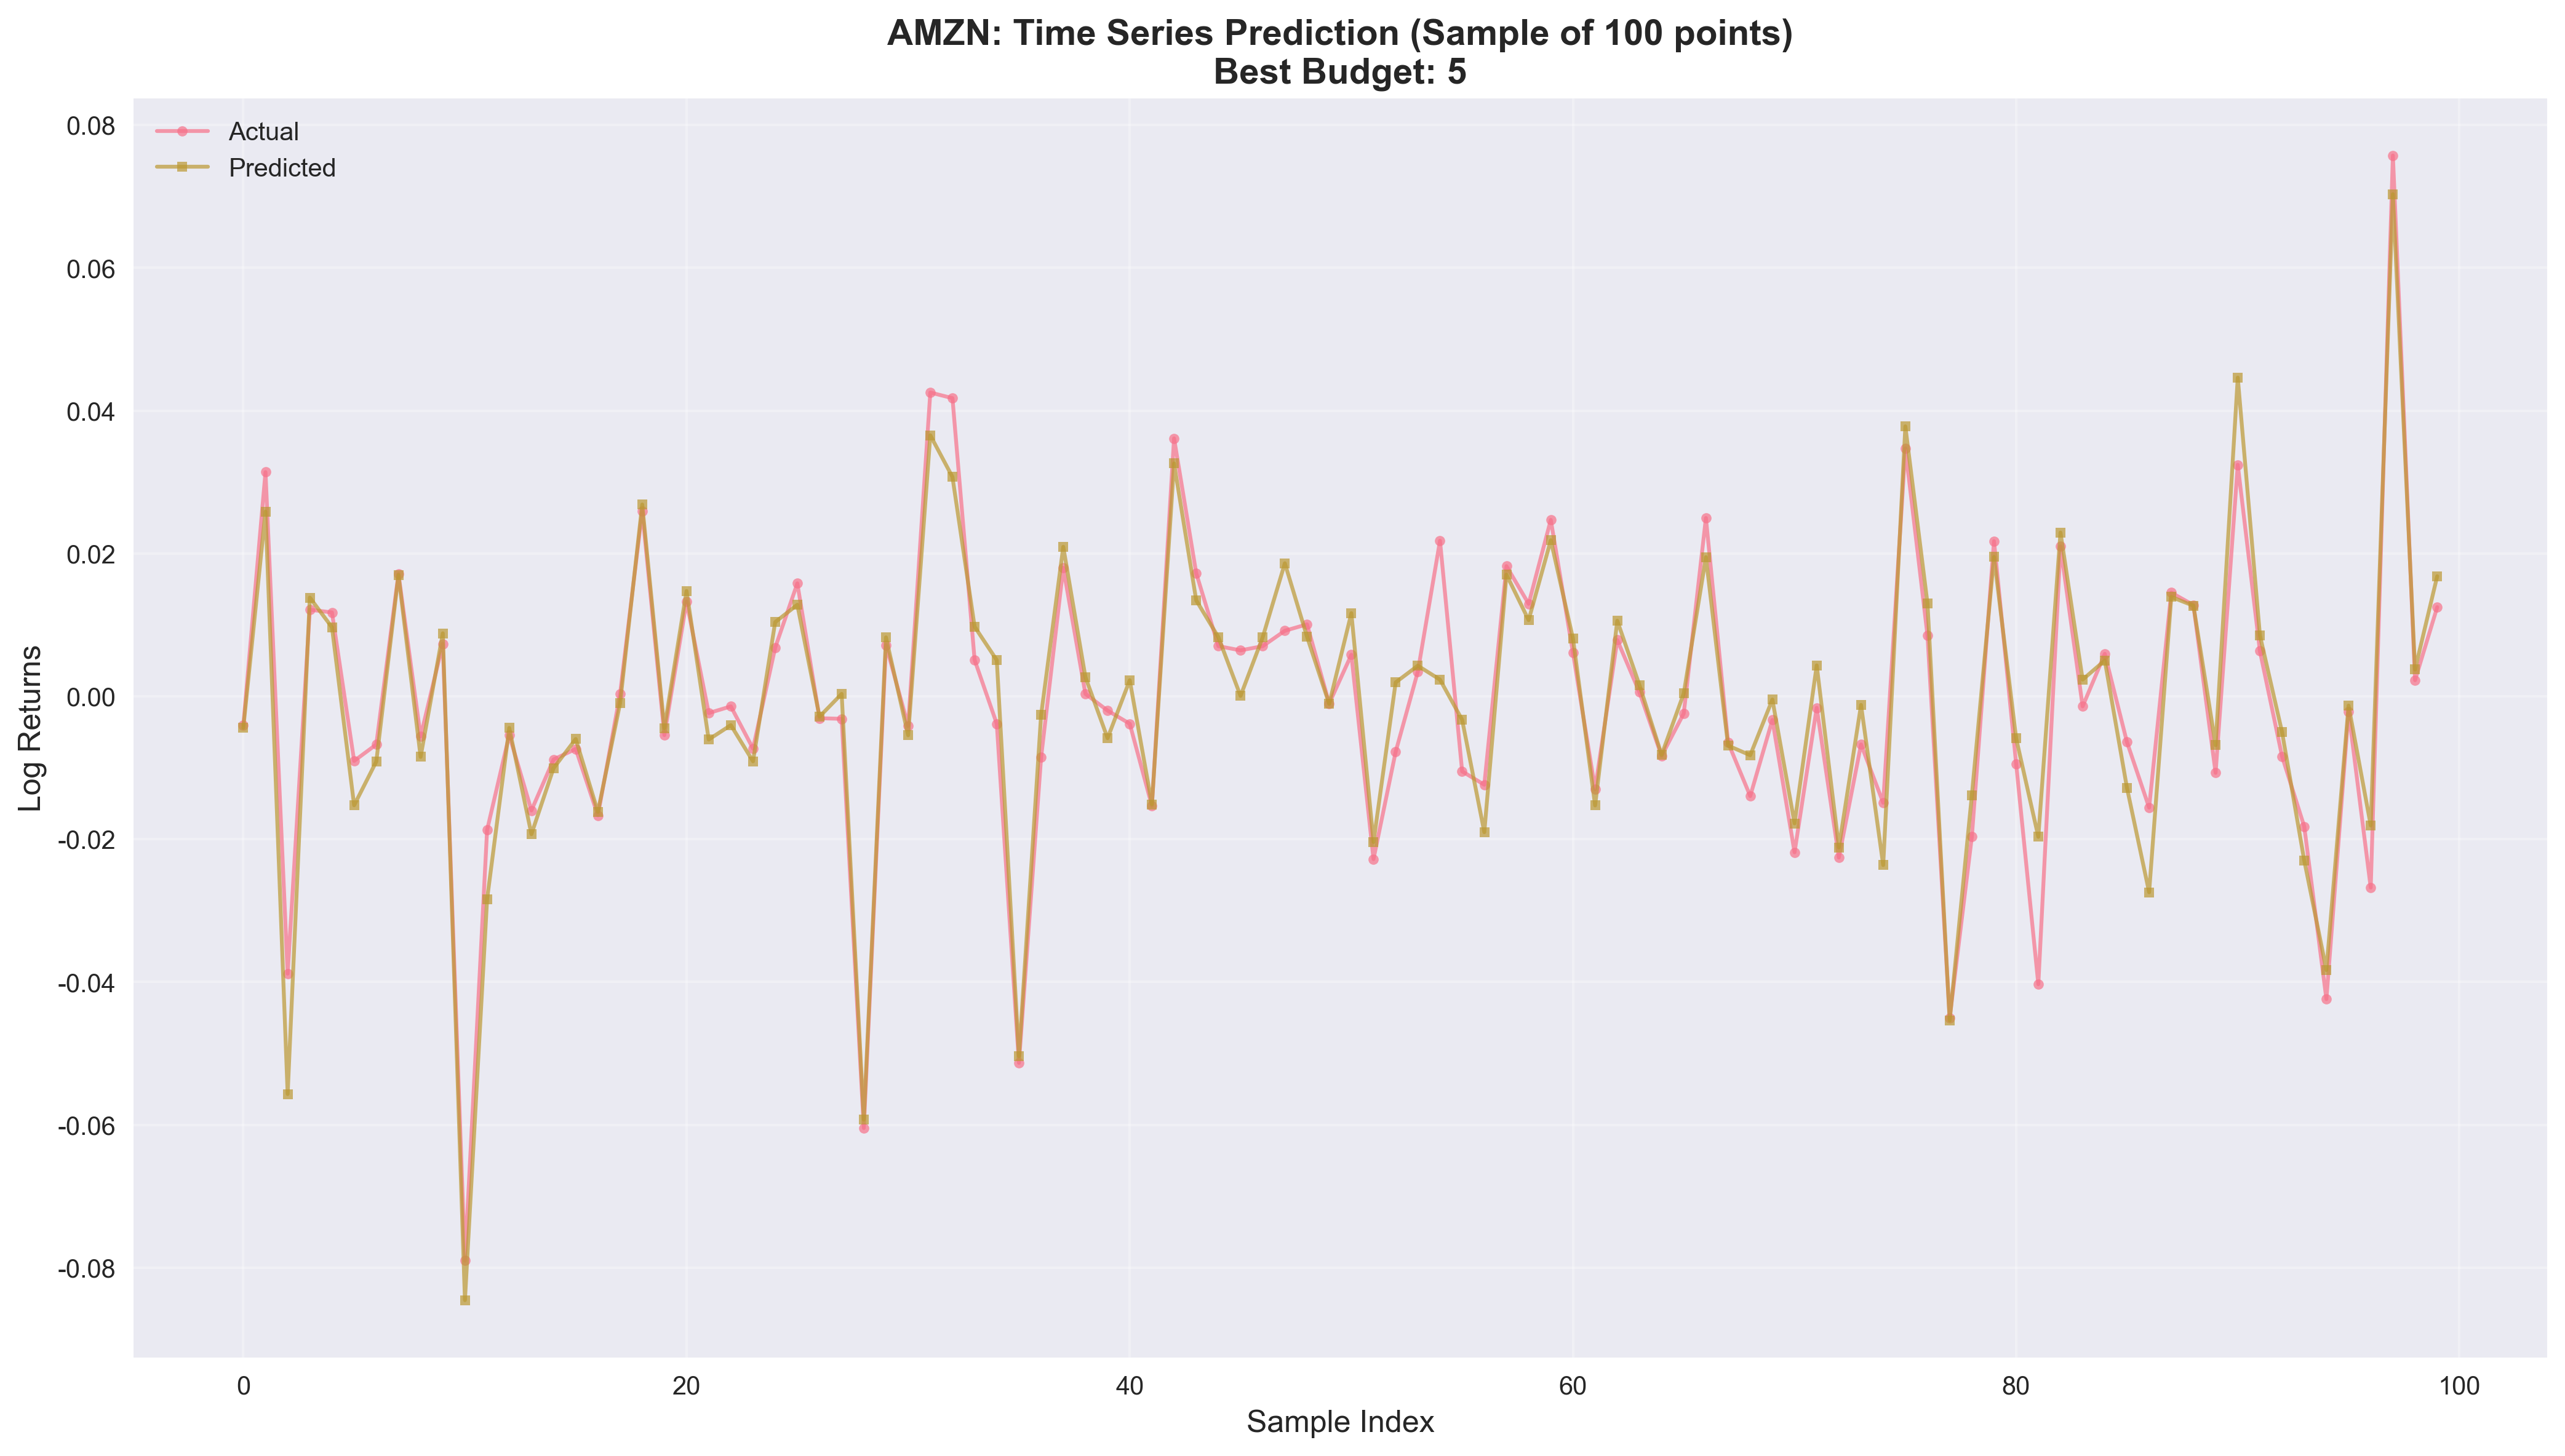 AMZN: Time Series Prediction (Sample of 100 points)
Best Budget: 5
Actual
Predicted
0.08
0.06
0.04
0.02
0.00
-0.02
-0.04
-0.06
-0.08
Log Returns
0 20 40 60 80 100
Sample Index